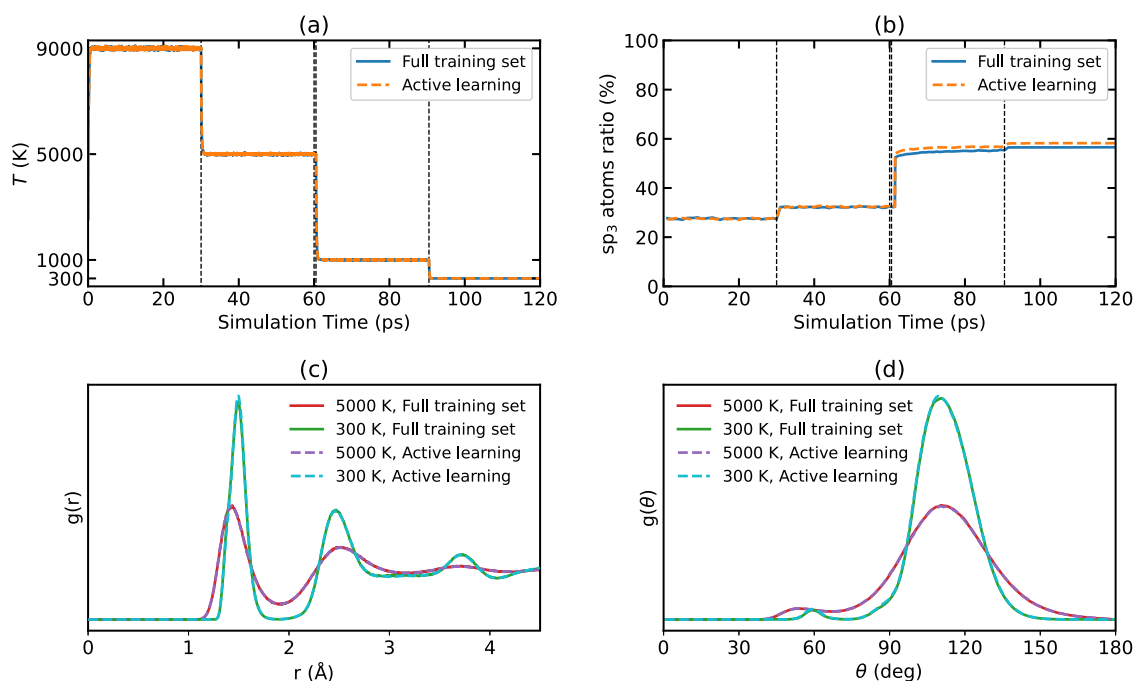 (a)
9000
5000
1000
300
T (K)
Full training set
Active learning
0 20 40 60 80 100 120
Simulation Time (ps)
(b)
100
80
60
40
20
0
sp3 atoms ratio (%)
Full training set
Active learning
0 20 40 60 80 100 120
Simulation Time (ps)
(c)
g(r)
5000 K, Full training set
300 K, Full training set
5000 K, Active learning
300 K, Active learning
0 1 2 3 4
r (Å)
(d)
g(θ)
5000 K, Full training set
300 K, Full training set
5000 K, Active learning
300 K, Active learning
0 30 60 90 120 150 180
θ (deg)